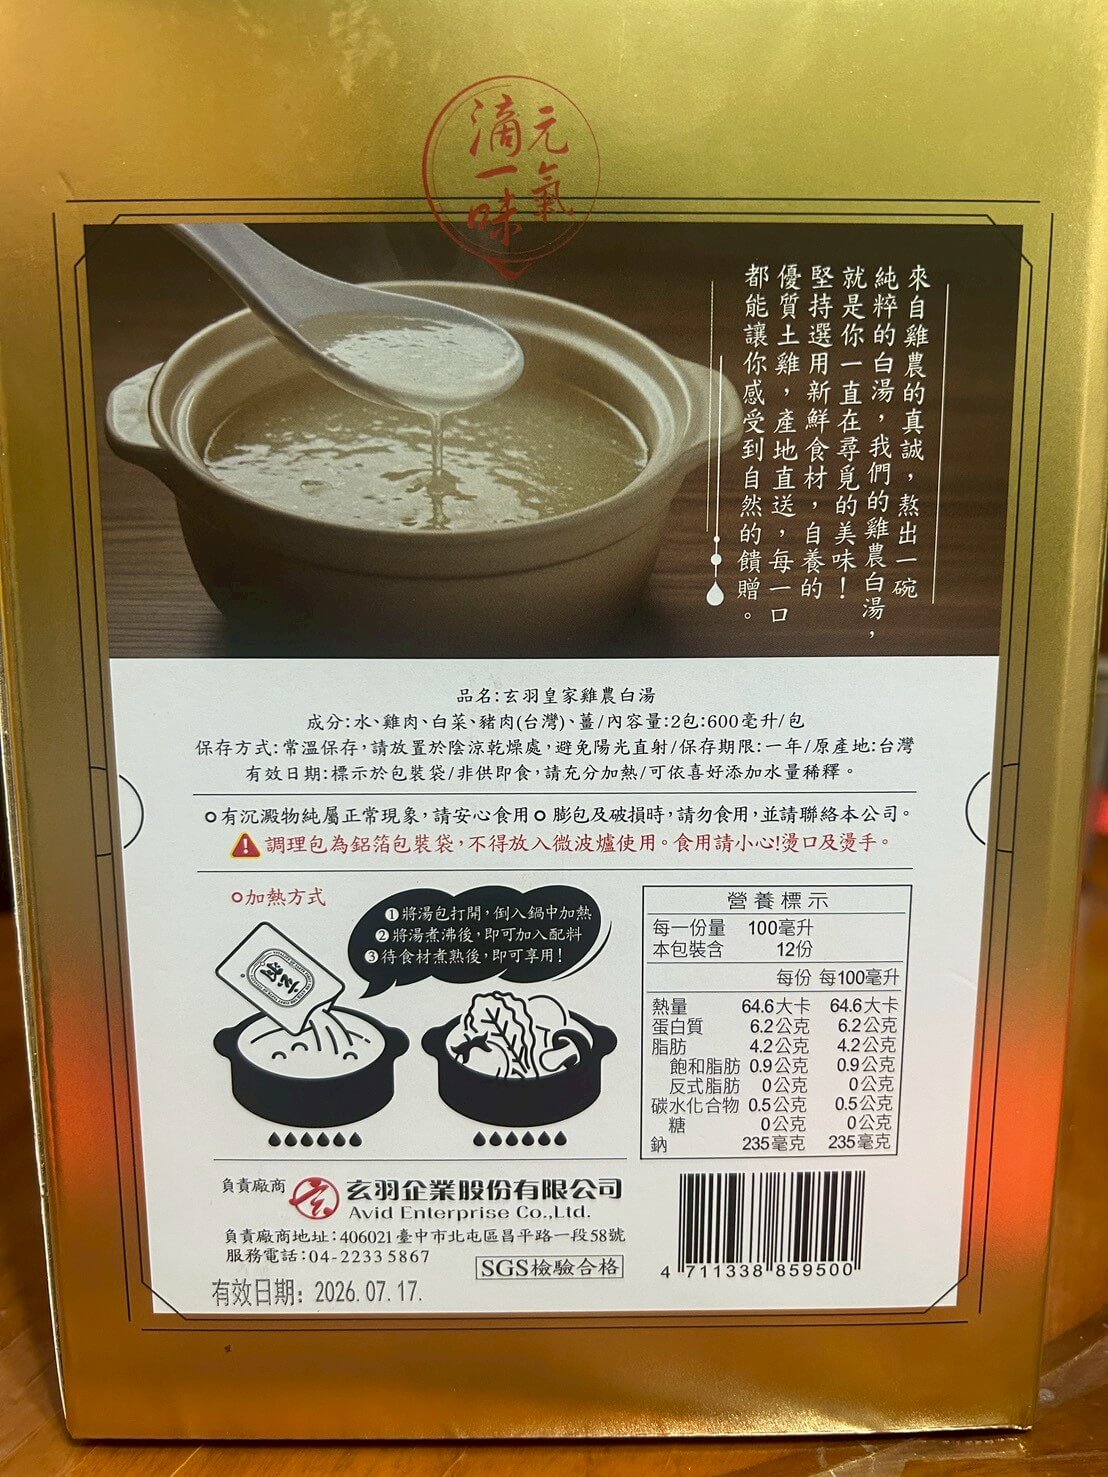 元氣
滴一味
來自雞農的真誠，熬出一碗
純粹的白湯，我們的雞農白湯，
就是你一直在尋覓的美味！
堅持選用新鮮食材，自養的
優質土雞，產地直送，每一口
都能讓你感受到自然的饋贈。
品名:玄羽皇家雞農白湯
成分:水、雞肉、白菜、豬肉(台灣)、薑/內容量:2包:600毫升/包
保存方式:常溫保存，請放置於陰涼乾燥處，避免陽光直射/保存期限:一年/原產地:台灣
有效日期:標示於包裝袋/非供即食，請充分加熱/可依喜好添加水量稀釋。
有沉澱物純屬正常現象，請安心食用 膨包及破損時，請勿食用，並請聯絡本公司。
調理包為鋁箔包裝袋，不得放入微波爐使用。食用請小心!燙口及燙手。
加熱方式
①將湯包打開，倒入鍋中加熱
②將湯煮沸後，即可加入配料
③待食材煮熟後，即可享用！
營養標示
每一份量 100毫升
本包裝含 12份
每份 每100毫升
熱量 64.6大卡 64.6大卡
蛋白質 6.2公克 6.2公克
脂肪 4.2公克 4.2公克
飽和脂肪 0.9公克 0.9公克
反式脂肪 0公克 0公克
碳水化合物 0.5公克 0.5公克
糖 0公克 0公克
鈉 235毫克 235毫克
負責廠商 玄羽企業股份有限公司
Avid Enterprise Co.,Ltd.
負責廠商地址:406021臺中市北屯區昌平路一段58號
服務電話:04-22335867
SGS檢驗合格
有效日期: 2026.07.17.
4 711338 859500